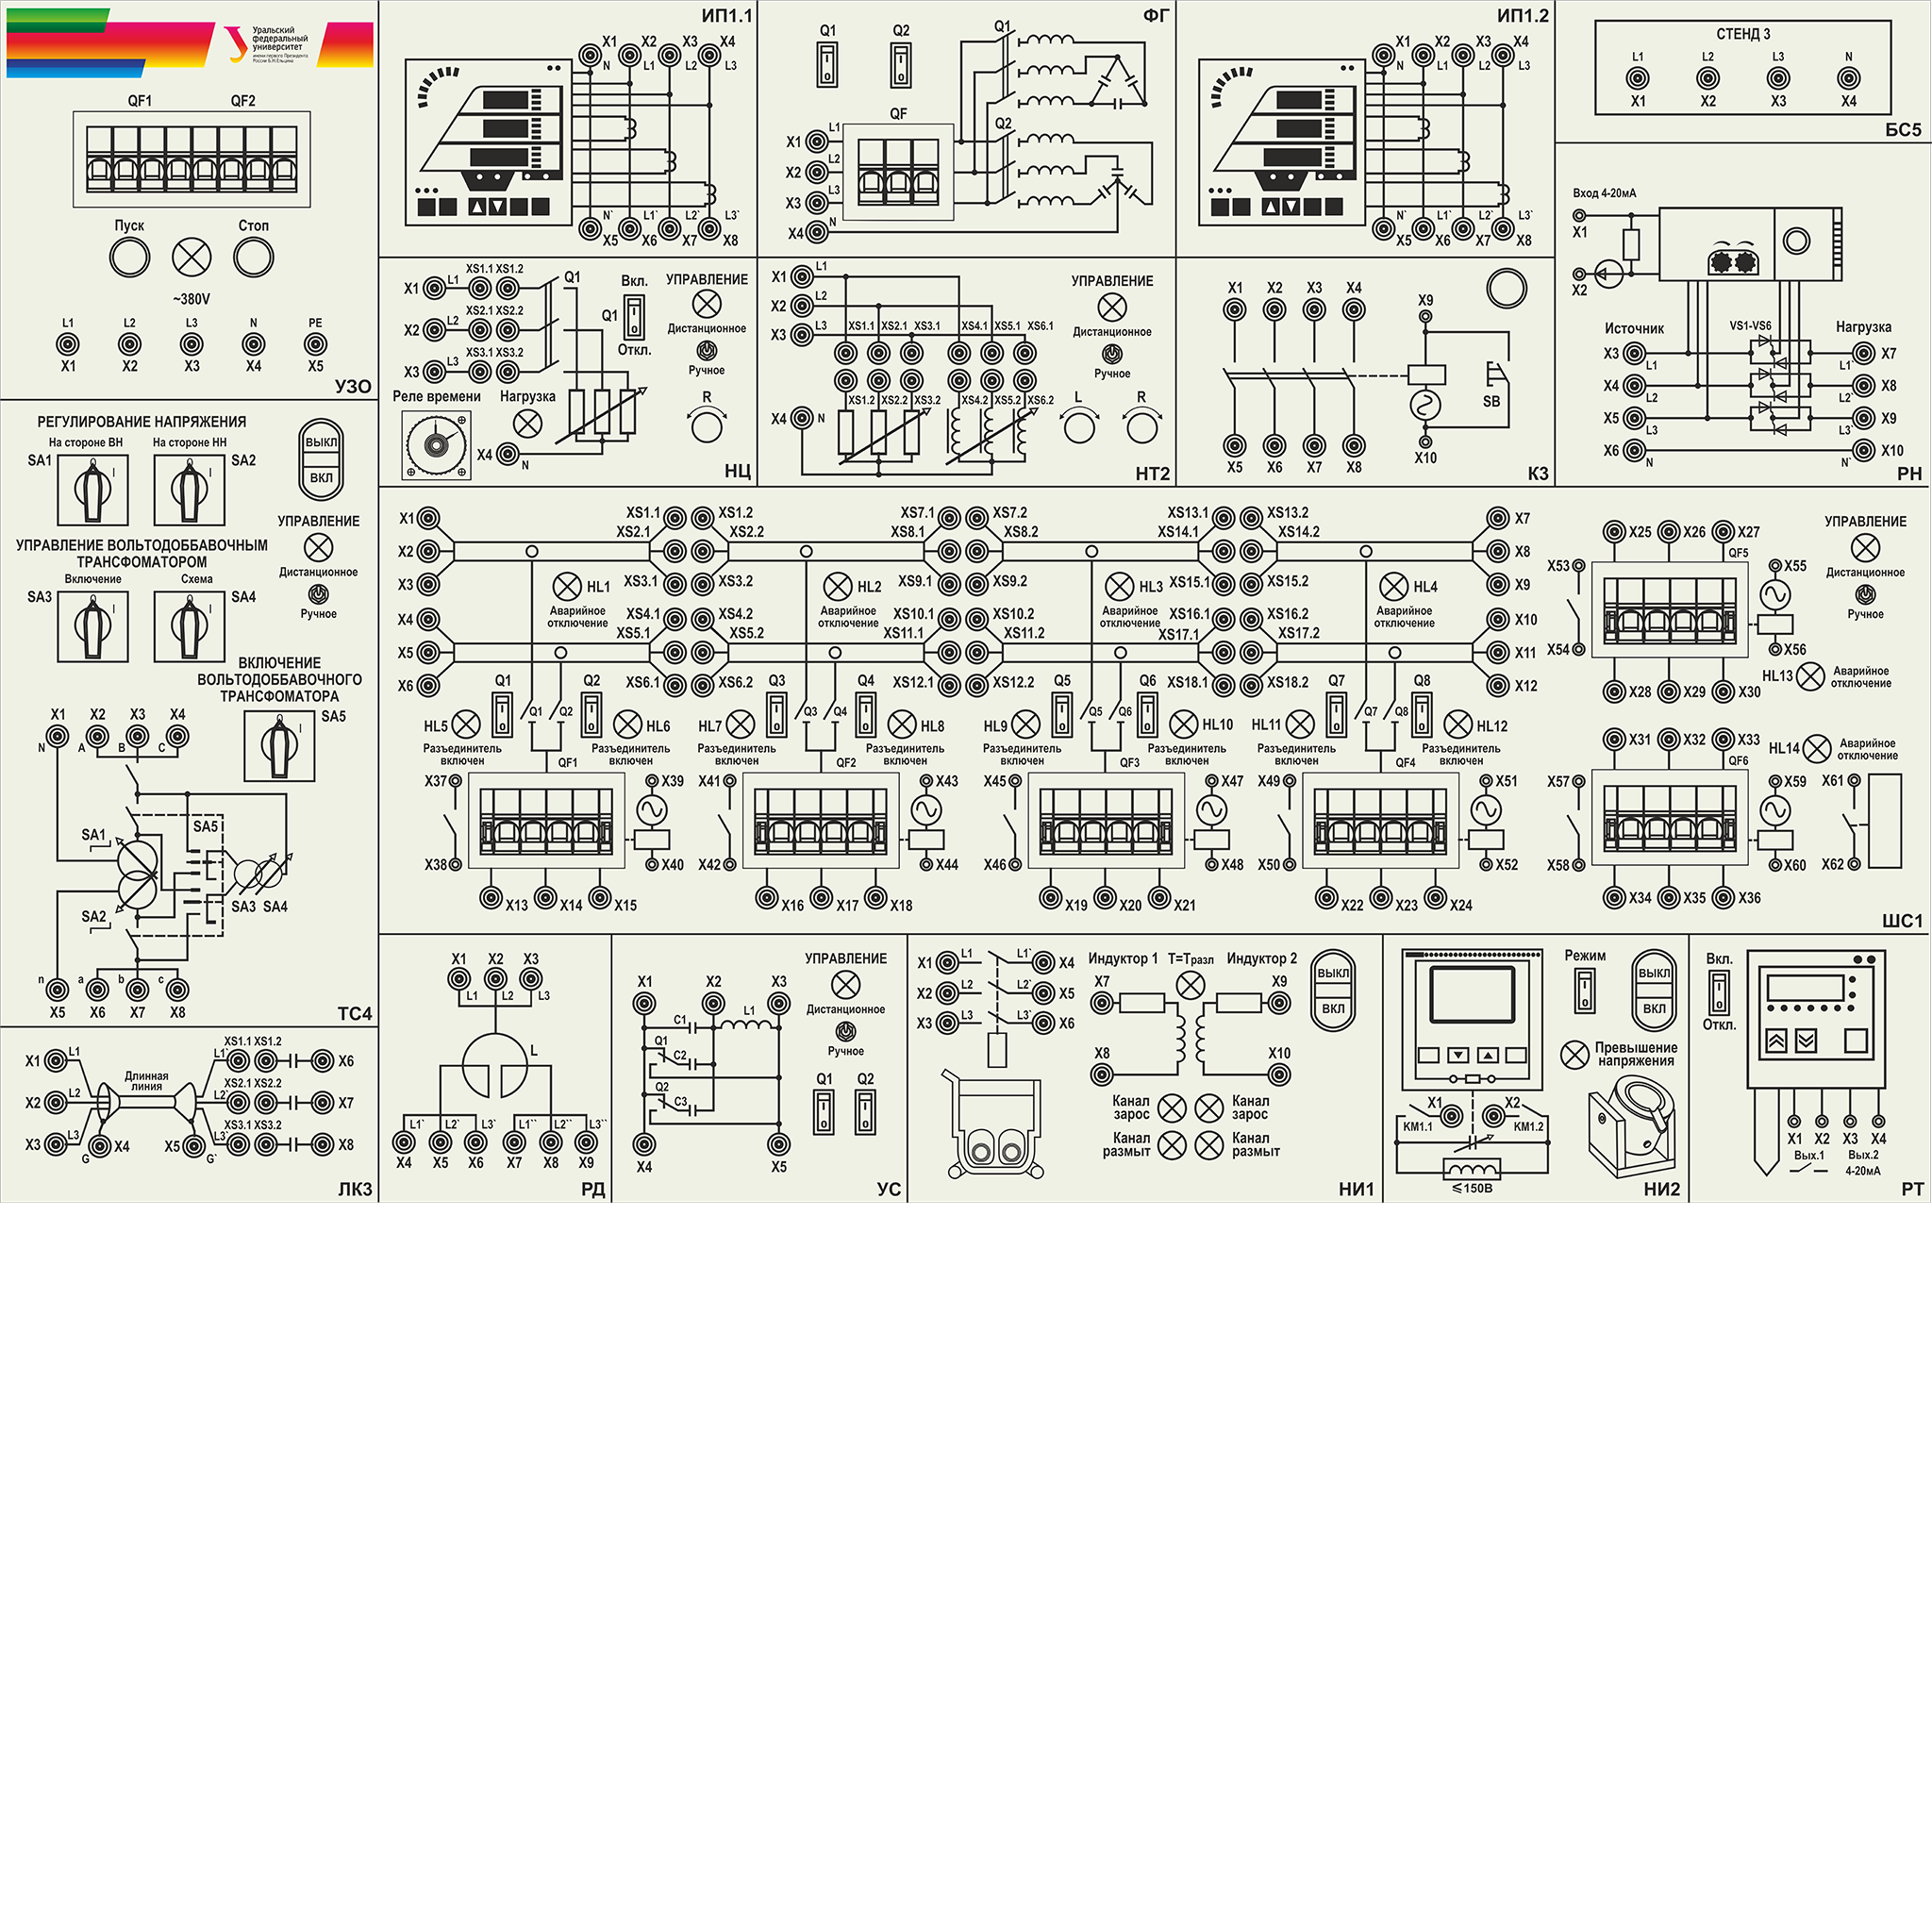 Уральский
федеральный
университет
имени первого Президента
России Б.Н.Ельцина
QF1 QF2
Пуск Стоп
~380V
L1 L2 L3 N PE
X1 X2 X3 X4 X5
УЗО
ИП1.1
X1 X2 X3 X4
N L1 L2 L3
N` L1` L2` L3`
X5 X6 X7 X8
ФГ
Q1 Q2 Q1
QF Q2
X1 L1
X2 L2
X3 L3
X4 N
ИП1.2
X1 X2 X3 X4
N L1 L2 L3
N` L1` L2` L3`
X5 X6 X7 X8
СТЕНД 3
L1 L2 L3 N
X1 X2 X3 X4
БС5
XS1.1 XS1.2 Q1 Вкл. УПРАВЛЕНИЕ
X1 L1
XS2.1 XS2.2 Q1
X2 L2 Дистанционное
XS3.1 XS3.2 Откл.
X3 L3 Ручное
Реле времени Нагрузка R
X4 N
НЦ
X1 L1 УПРАВЛЕНИЕ
X2 L2
X3 L3 XS1.1 XS2.1 XS3.1 XS4.1 XS5.1 XS6.1 Дистанционное
Ручное
XS1.2 XS2.2 XS3.2 XS4.2 XS5.2 XS6.2 L R
X4 N
НТ2
X1 X2 X3 X4 X9
SB
X5 X6 X7 X8 X10
К3
Вход 4-20мА
X1
X2
Источник VS1-VS6 Нагрузка
X3 L1 L1` X7
X4 L2 L2` X8
X5 L3 L3` X9
X6 N N` X10
РН
РЕГУЛИРОВАНИЕ НАПРЯЖЕНИЯ
На стороне ВН На стороне НН ВЫКЛ
SA1 I I SA2
ВКЛ
УПРАВЛЕНИЕ
УПРАВЛЕНИЕ ВОЛЬТОДОББАВОЧНЫМ
ТРАНСФОМАТОРОМ
Дистанционное
Включение Схема
SA3 I I SA4
Ручное
ВКЛЮЧЕНИЕ
ВОЛЬТОДОББАВОЧНОГО
ТРАНСФОМАТОРА
X1 X2 X3 X4 I SA5
N A B C
SA1 SA5
SA2 SA3 SA4
n a b c
X5 X6 X7 X8
ТС4
X1 XS1.1 XS1.2 XS7.1 XS7.2 XS13.1 XS13.2 X7
XS2.1 XS2.2 XS8.1 XS8.2 XS14.1 XS14.2
X2 X8
X3 XS3.1 XS3.2 XS9.1 XS9.2 XS15.1 XS15.2 X9
HL1 HL2 HL3 HL4
Аварийное Аварийное Аварийное Аварийное
отключение отключение отключение отключение
X4 XS4.1 XS4.2 XS10.1 XS10.2 XS16.1 XS16.2 X10
XS5.1 XS5.2 XS11.1 XS11.2 XS17.1 XS17.2
X5 X11
X6 XS6.1 XS6.2 XS12.1 XS12.2 XS18.1 XS18.2 X12
Q1 Q2 Q3 Q4 Q5 Q6 Q7 Q8
Q1 Q2 Q3 Q4 Q5 Q6 Q7 Q8
HL5 HL6 HL7 HL8 HL9 HL10 HL11 HL12
Разъединитель Разъединитель Разъединитель Разъединитель Разъединитель Разъединитель Разъединитель Разъединитель
включен включен включен включен включен включен включен включен
QF1 QF2 QF3 QF4
X37 X39 X41 X43 X45 X47 X49 X51
X38 X40 X42 X44 X46 X48 X50 X52
X13 X14 X15 X16 X17 X18 X19 X20 X21 X22 X23 X24
X25 X26 X27 УПРАВЛЕНИЕ
QF5
X53 X55 Дистанционное
Ручное
X54 X56
X28 X29 X30 HL13 Аварийное
отключение
X31 X32 X33 HL14 Аварийное
отключение
QF6
X57 X59 X61
X58 X60 X62
X34 X35 X36
ШС1
X1 L1 L1` XS1.1 XS1.2 X6
Длинная
линия
X2 L2 L2` XS2.1 XS2.2 X7
X3 L3 L3` XS3.1 XS3.2 X8
G X4 X5 G`
ЛК3
X1 X2 X3
L1 L2 L3
L
L1` L2` L3` L1`` L2`` L3``
X4 X5 X6 X7 X8 X9
РД
X1 X2 X3 УПРАВЛЕНИЕ
C1 L1 Дистанционное
Q1
C2 Ручное
Q2 Q1 Q2
C3
X4 X5
УС
X1 L1 L1` X4
X2 L2 L2` X5
X3 L3 L3` X6
Индуктор 1 T=Tразл Индуктор 2
X7 X9
ВЫКЛ
ВКЛ
X8 X10
Канал Канал
зарос зарос
Канал Канал
размыт размыт
НИ1
Режим
ВЫКЛ
ВКЛ
Превышение
напряжения
X1 X2
KM1.1 KM1.2
⩽150В
НИ2
Вкл.
Откл.
X1 X2 X3 X4
Вых.1 Вых.2
4-20мА
РТ